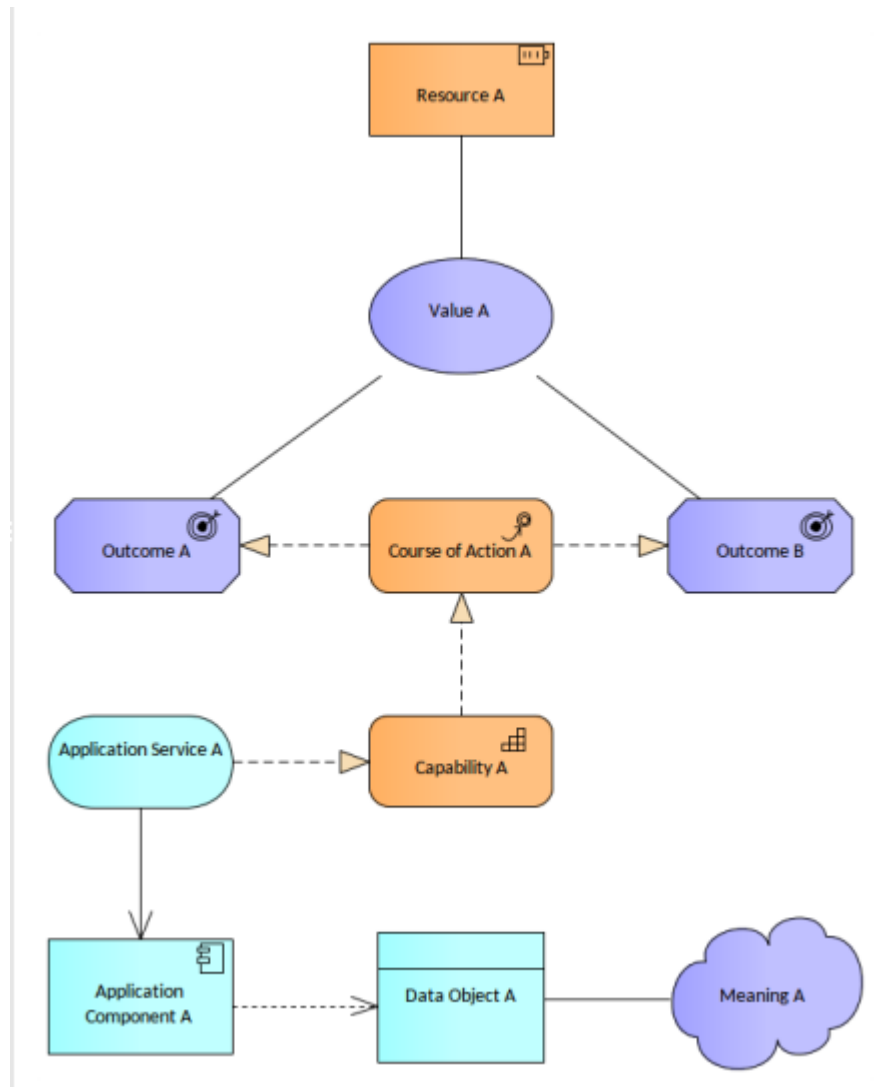 Resource A
Value A
Outcome A
Course of Action A
Outcome B
Application Service A
Capability A
Application
Component A
Data Object A
Meaning A